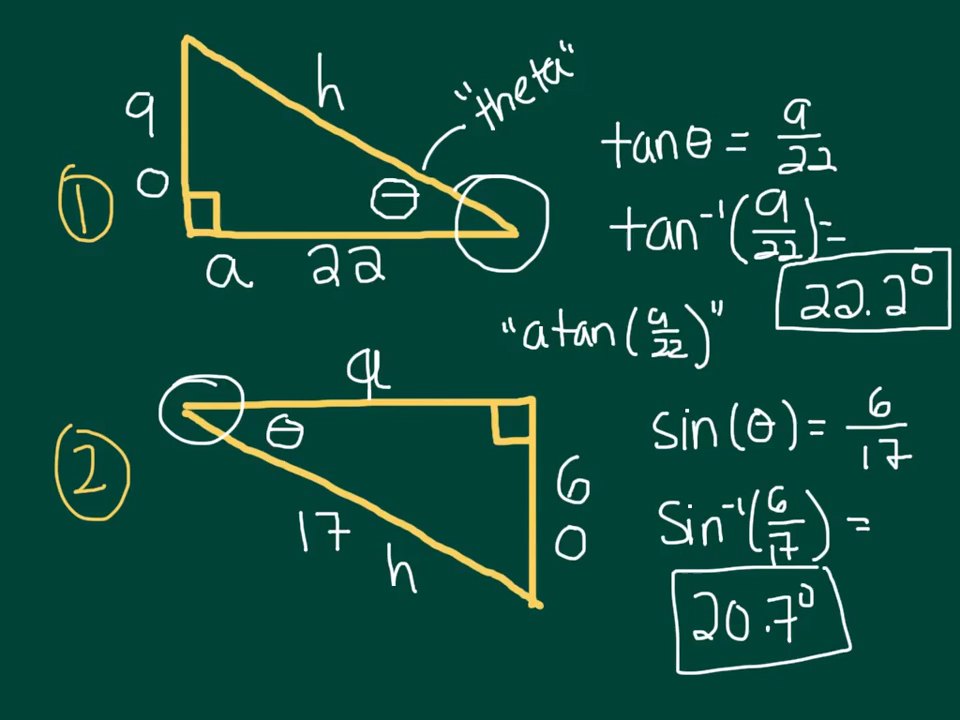 ①
9
o
h
"theta"
θ
a 22
tanθ = 9/22
tan⁻¹(9/22) =
22.2°
"atan(9/22)"
②
a
θ
17
h
6
o
sin(θ) = 6/17
Sin⁻¹(6/17) =
20.7°